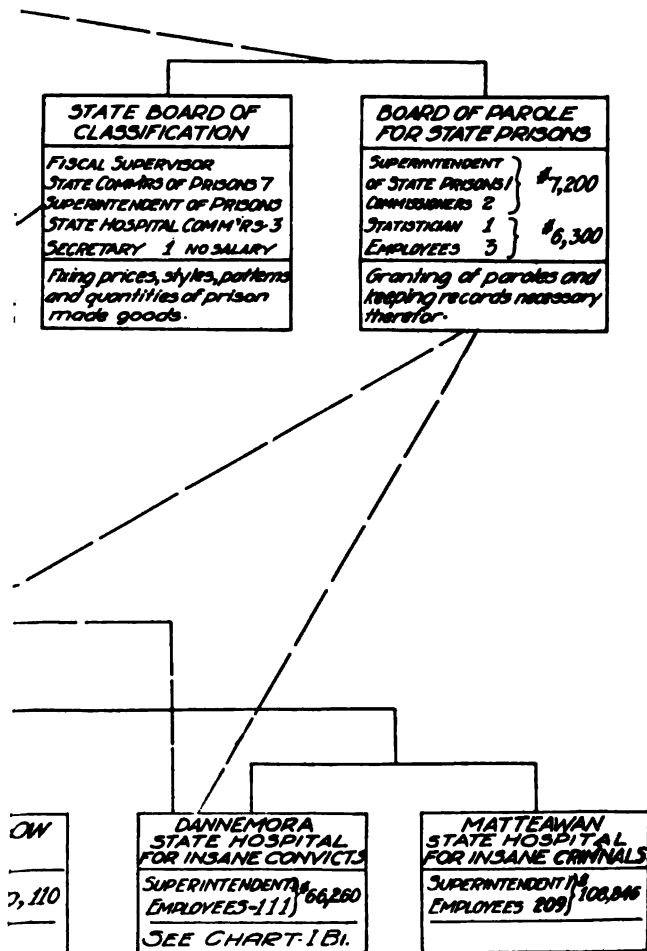 STATE BOARD OF
CLASSIFICATION
FISCAL SUPERVISOR
STATE COMM'RS OF PRISONS 7
SUPERINTENDENT OF PRISONS
STATE HOSPITAL COMM'RS-3
SECRETARY 1 NO SALARY
Fixing prices, styles, patterns
and quantities of prison
made goods.
BOARD OF PAROLE
FOR STATE PRISONS
SUPERINTENDENT
OF STATE PRISONS 1
COMMISSIONERS 2
$7,200
STATISTICIAN 1
EMPLOYEES 3
$6,300
Granting of paroles and
keeping records necessary
therefor.
OW
0,110
DANNEMORA
STATE HOSPITAL
FOR INSANE CONVICTS
SUPERINTENDENT 1
EMPLOYEES-111
$66,260
SEE CHART-I B1.
MATTEAWAN
STATE HOSPITAL
FOR INSANE CRIMINALS
SUPERINTENDENT 1
EMPLOYEES 209
$108,846